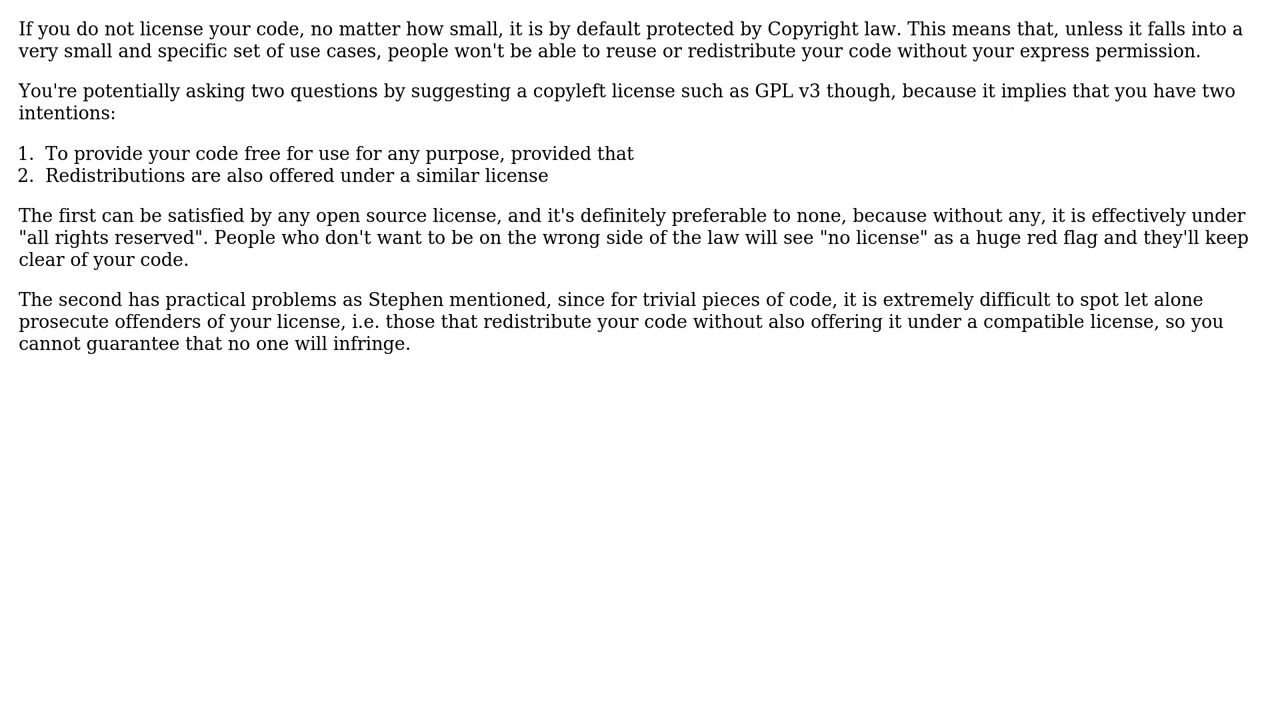 If you do not license your code, no matter how small, it is by default protected by Copyright law. This means that, unless it falls into a
very small and specific set of use cases, people won't be able to reuse or redistribute your code without your express permission.
You're potentially asking two questions by suggesting a copyleft license such as GPL v3 though, because it implies that you have two
intentions:
1. To provide your code free for use for any purpose, provided that
2. Redistributions are also offered under a similar license
The first can be satisfied by any open source license, and it's definitely preferable to none, because without any, it is effectively under
"all rights reserved". People who don't want to be on the wrong side of the law will see "no license" as a huge red flag and they'll keep
clear of your code.
The second has practical problems as Stephen mentioned, since for trivial pieces of code, it is extremely difficult to spot let alone
prosecute offenders of your license, i.e. those that redistribute your code without also offering it under a compatible license, so you
cannot guarantee that no one will infringe.